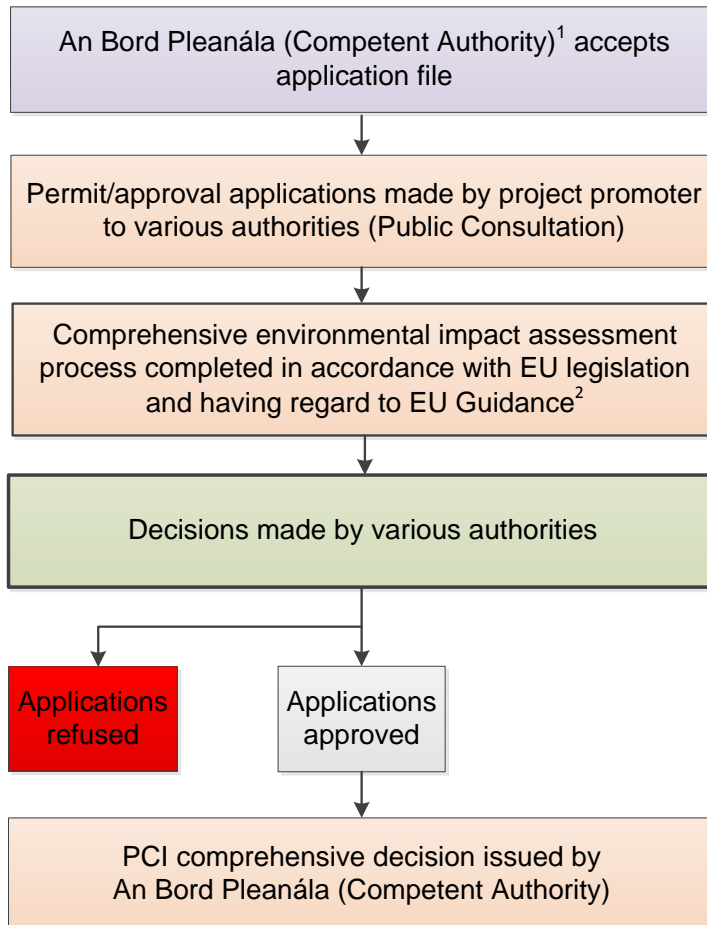 An Bord Pleanála (Competent Authority)¹ accepts
application file
Permit/approval applications made by project promoter
to various authorities (Public Consultation)
Comprehensive environmental impact assessment
process completed in accordance with EU legislation
and having regard to EU Guidance²
Decisions made by various authorities
Applications
refused
Applications
approved
PCI comprehensive decision issued by
An Bord Pleanála (Competent Authority)